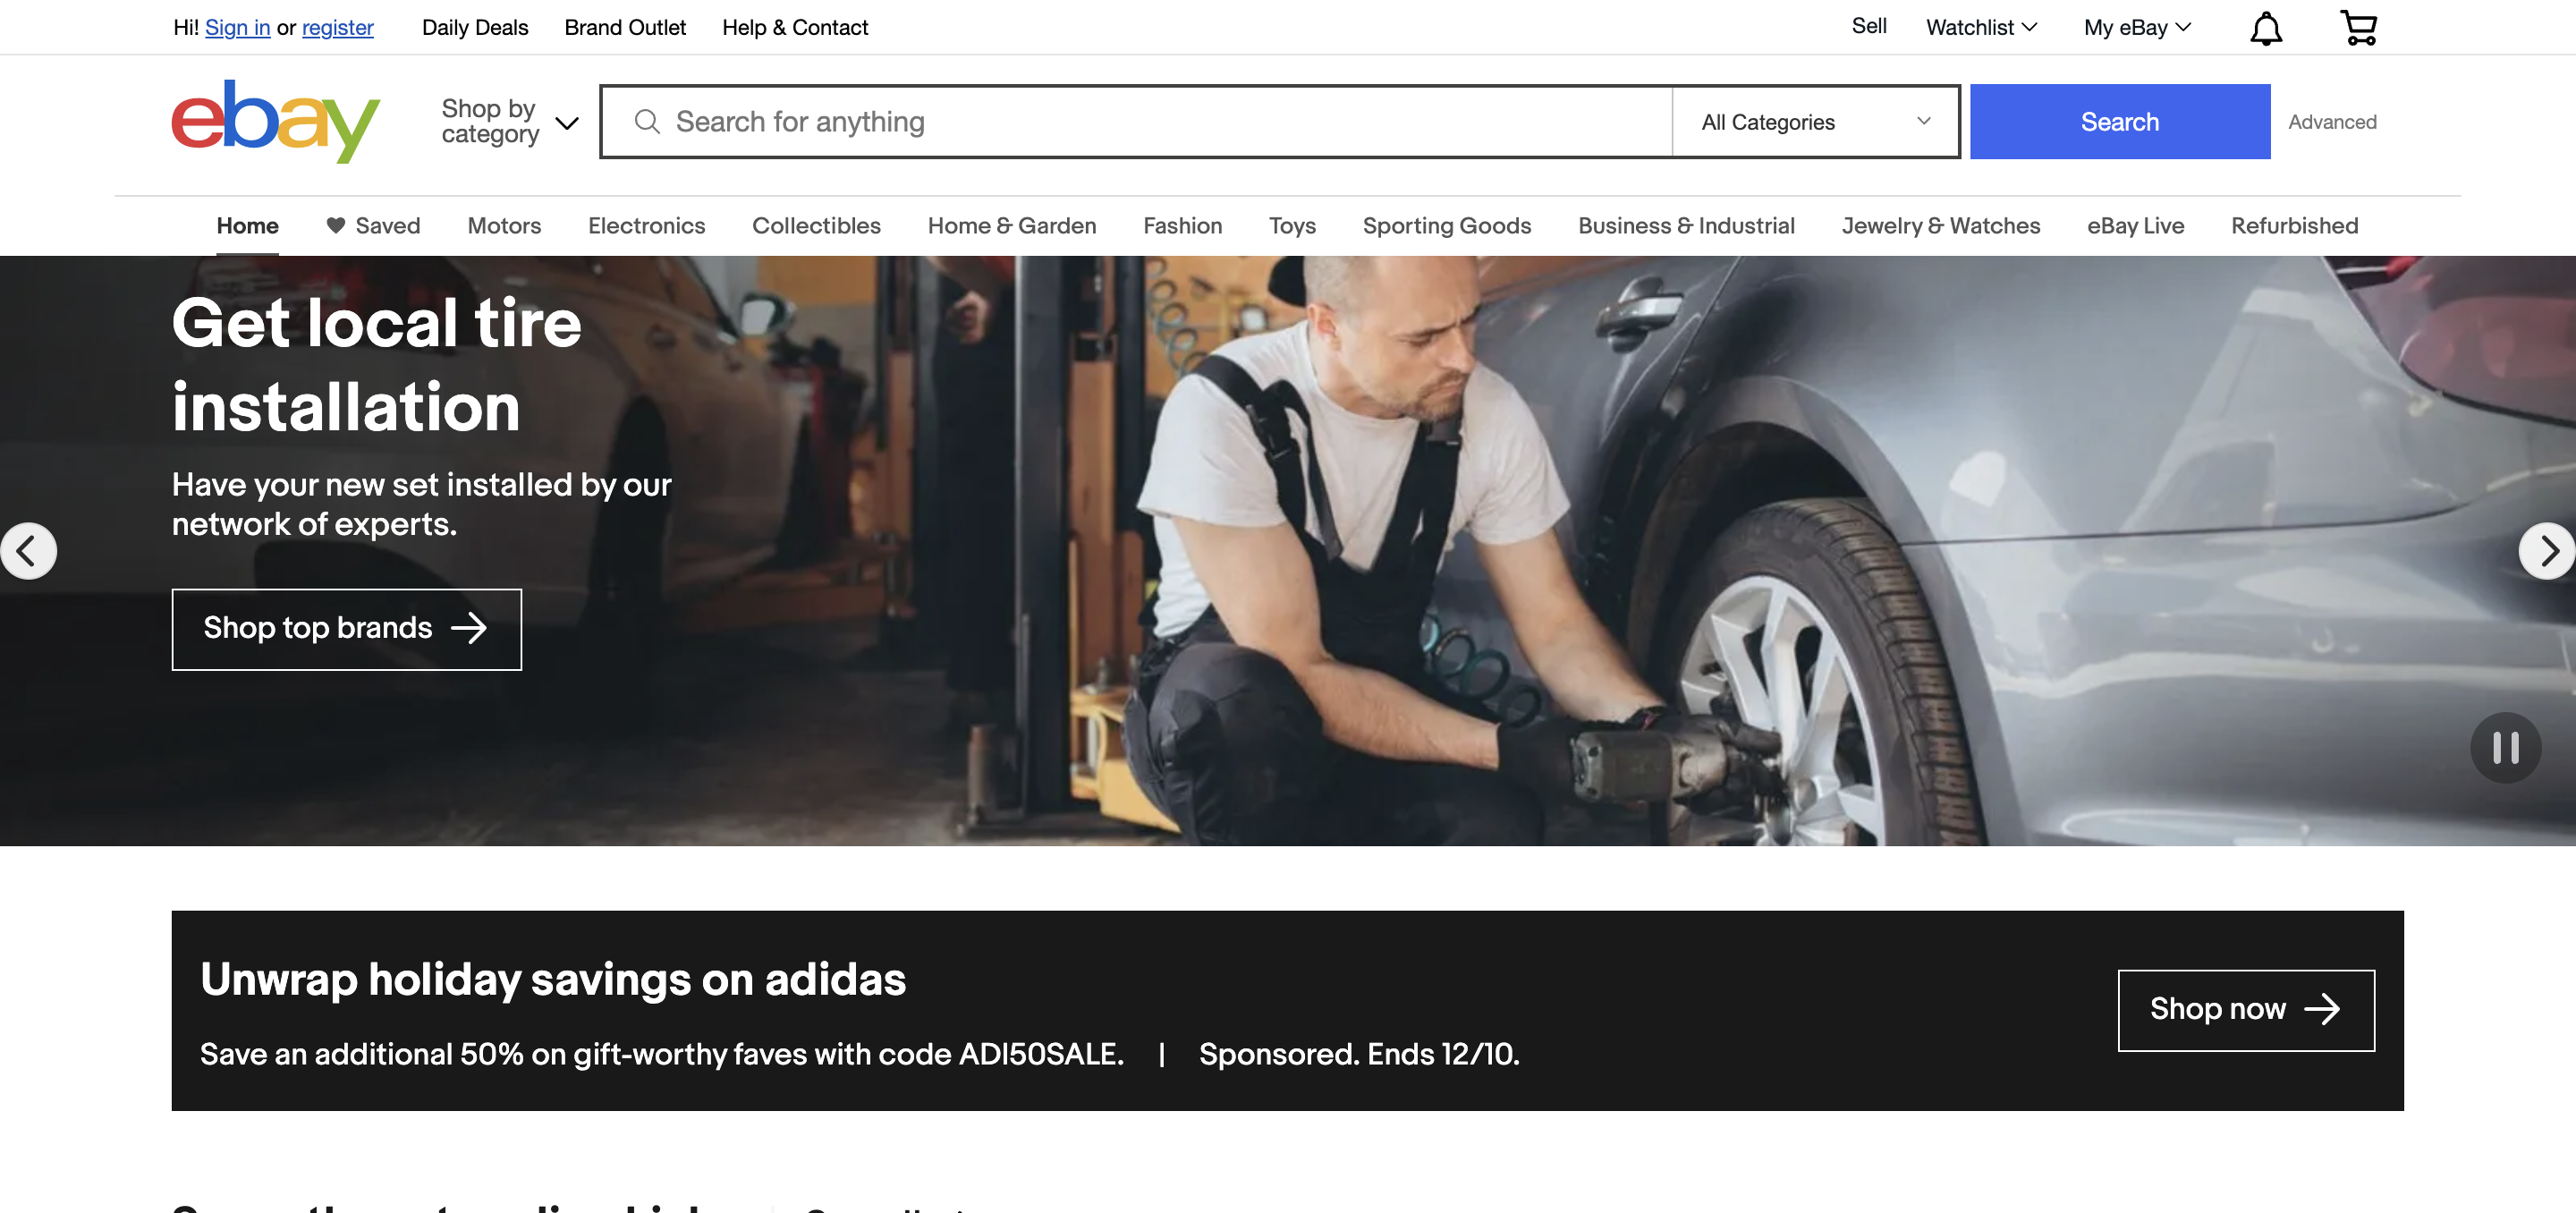 Hi! Sign in or register Daily Deals Brand Outlet Help & Contact Sell Watchlist My eBay
ebay
Shop by
category
Search for anything
All Categories
Search
Advanced
Home Saved Motors Electronics Collectibles Home & Garden Fashion Toys Sporting Goods Business & Industrial Jewelry & Watches eBay Live Refurbished
Get local tire
installation
Have your new set installed by our
network of experts.
Shop top brands
Unwrap holiday savings on adidas
Save an additional 50% on gift-worthy faves with code ADI50SALE. | Sponsored. Ends 12/10.
Shop now